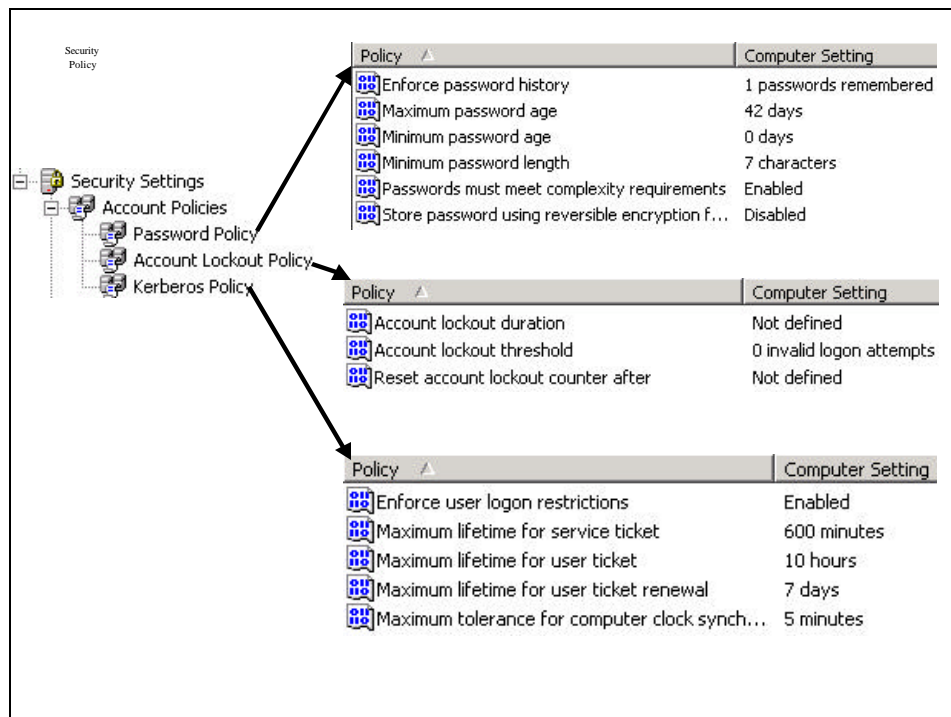 Security
Policy
Security Settings
Account Policies
Password Policy
Account Lockout Policy
Kerberos Policy
Policy Computer Setting
Enforce password history 1 passwords remembered
Maximum password age 42 days
Minimum password age 0 days
Minimum password length 7 characters
Passwords must meet complexity requirements Enabled
Store password using reversible encryption f... Disabled
Policy Computer Setting
Account lockout duration Not defined
Account lockout threshold 0 invalid logon attempts
Reset account lockout counter after Not defined
Policy Computer Setting
Enforce user logon restrictions Enabled
Maximum lifetime for service ticket 600 minutes
Maximum lifetime for user ticket 10 hours
Maximum lifetime for user ticket renewal 7 days
Maximum tolerance for computer clock synch... 5 minutes